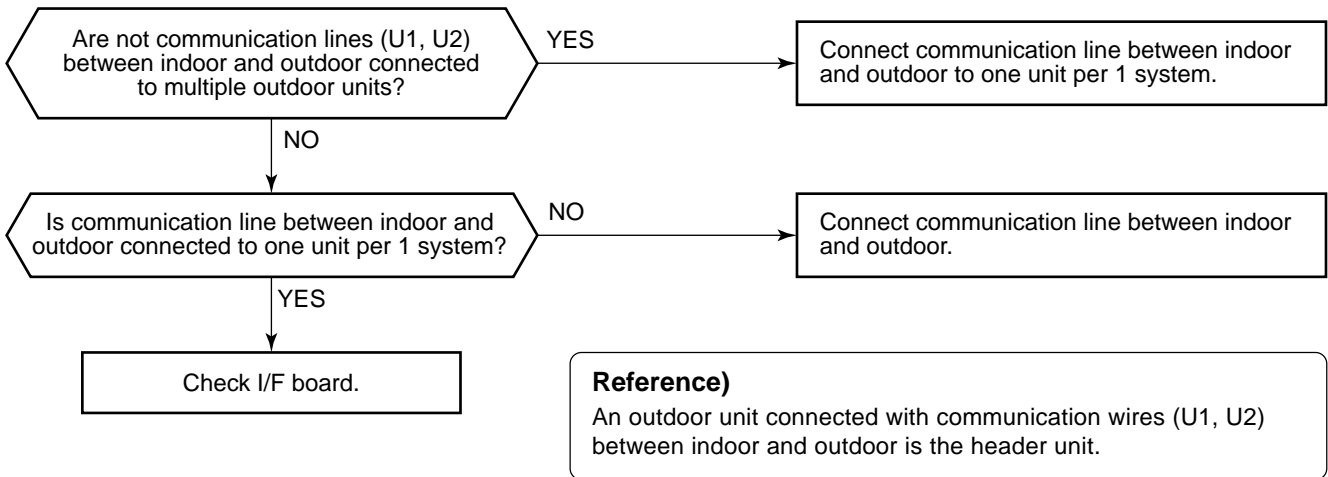 Are not communication lines (U1, U2)
between indoor and outdoor connected
to multiple outdoor units?
YES
Connect communication line between indoor
and outdoor to one unit per 1 system.
NO
Is communication line between indoor and
outdoor connected to one unit per 1 system?
NO
Connect communication line between indoor
and outdoor.
YES
Check I/F board.
Reference)
An outdoor unit connected with communication wires (U1, U2)
between indoor and outdoor is the header unit.